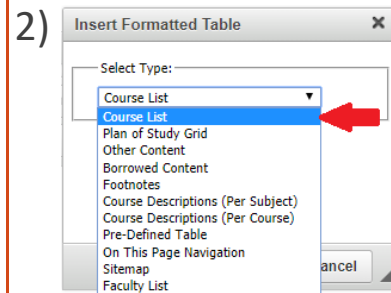 2)
Insert Formatted Table
Select Type:
Course List
Course List
Plan of Study Grid
Other Content
Borrowed Content
Footnotes
Course Descriptions (Per Subject)
Course Descriptions (Per Course)
Pre-Defined Table
On This Page Navigation
Sitemap
Faculty List
ancel